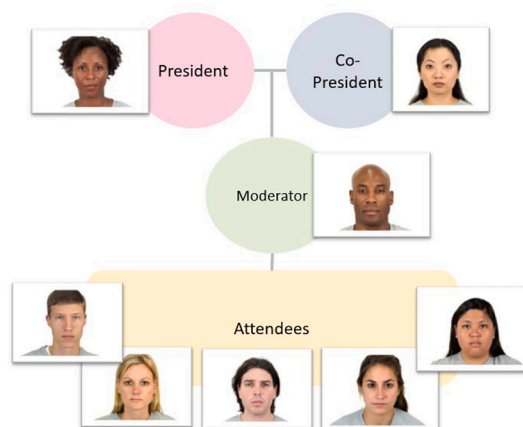 President
Co-
President
Moderator
Attendees